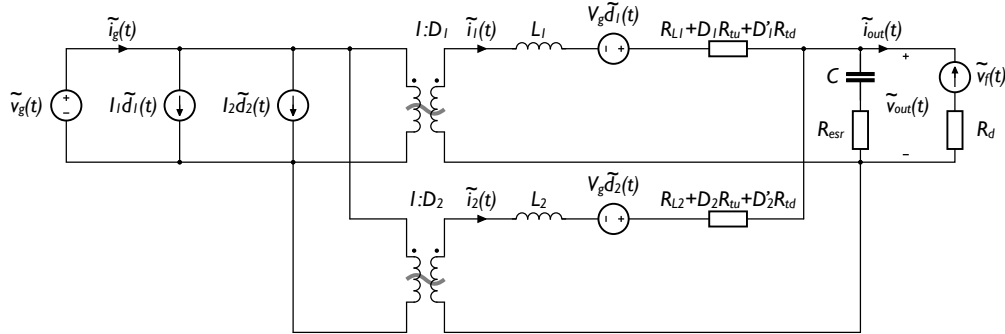 ĩg(t)
1:D1
ĩ1(t)
L1
Vgd̃1(t)
RL1+D1Rtu+D'1Rtd
ĩout(t)
+
-
+
ṽg(t)
+
-
I1d̃1(t)
I2d̃2(t)
C
ṽout(t)
ṽf(t)
Resr
Rd
-
1:D2
ĩ2(t)
L2
Vgd̃2(t)
RL2+D2Rtu+D'2Rtd
-
+